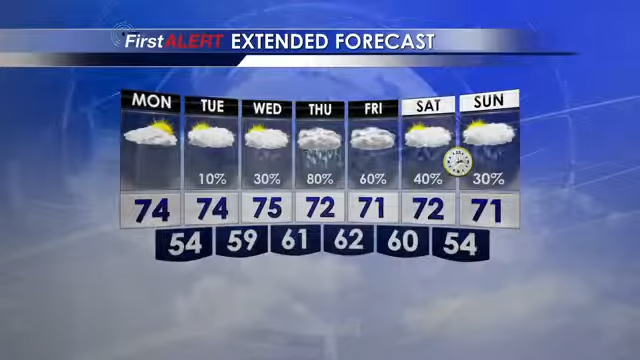 FirstALERT EXTENDED FORECAST
MON TUE WED THU FRI SAT SUN
10% 30% 80% 60% 40% 30%
74 74 75 72 71 72 71
54 59 61 62 60 54